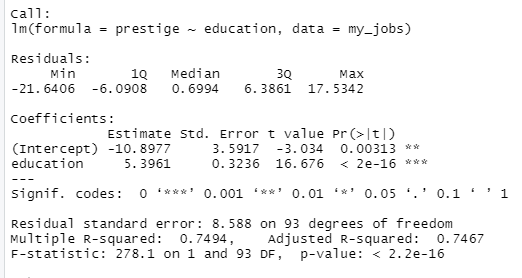 Call:
lm(formula = prestige ~ education, data = my_jobs)
Residuals:
Min 1Q Median 3Q Max
-21.6406 -6.0908 0.6994 6.3861 17.5342
Coefficients:
Estimate Std. Error t value Pr(>|t|)
(Intercept) -10.8977 3.5917 -3.034 0.00313 **
education 5.3961 0.3236 16.676 < 2e-16 ***
---
Signif. codes: 0 ‘***’ 0.001 ‘**’ 0.01 ‘*’ 0.05 ‘.’ 0.1 ‘ ’ 1
Residual standard error: 8.588 on 93 degrees of freedom
Multiple R-squared: 0.7494, Adjusted R-squared: 0.7467
F-statistic: 278.1 on 1 and 93 DF, p-value: < 2.2e-16